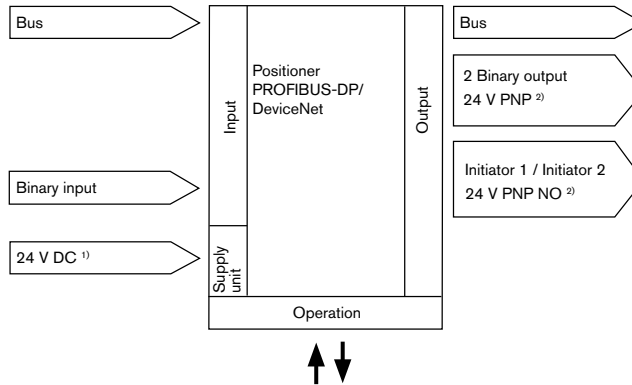 Bus
Binary input
24 V DC 1)
Input
Supply
unit
Positioner
PROFIBUS-DP/
DeviceNet
Output
Operation
Bus
2 Binary output
24 V PNP 2)
Initiator 1 / Initiator 2
24 V PNP NO 2)